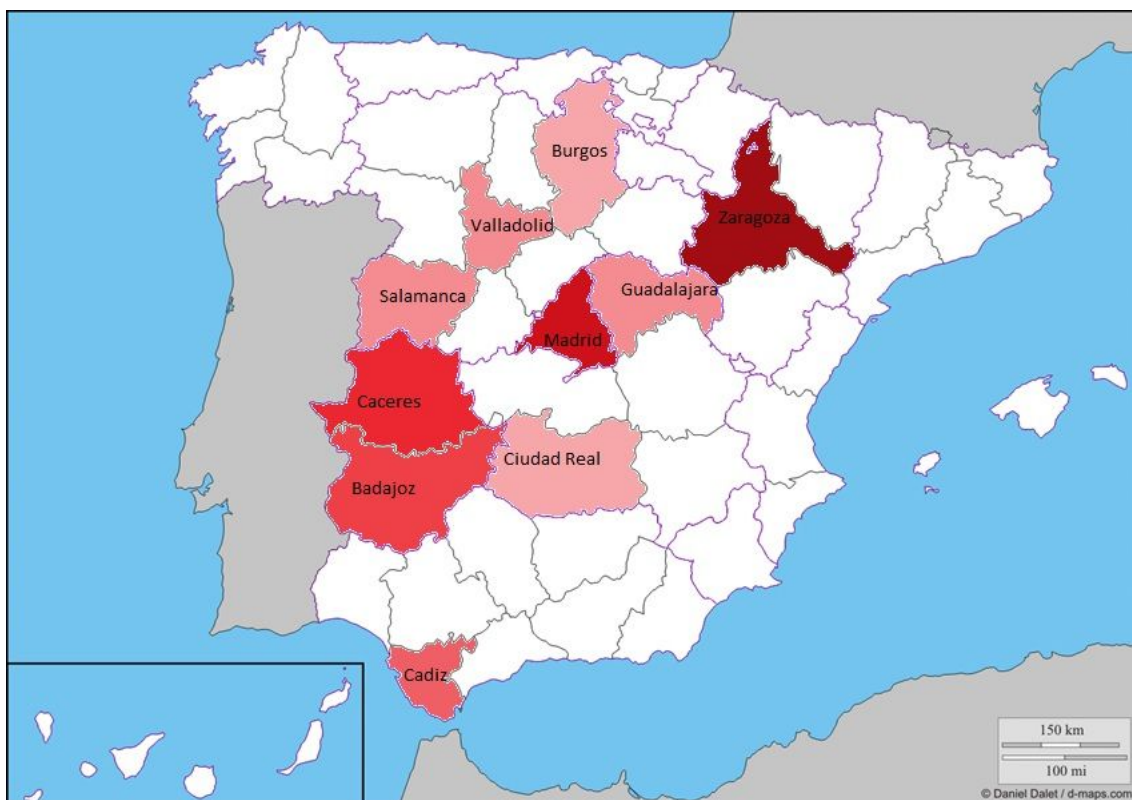 Burgos
Zaragoza
Valladolid
Salamanca
Guadalajara
Madrid
Caceres
Ciudad Real
Badajoz
Cadiz
150 km
100 mi
© Daniel Dalet / d-maps.com